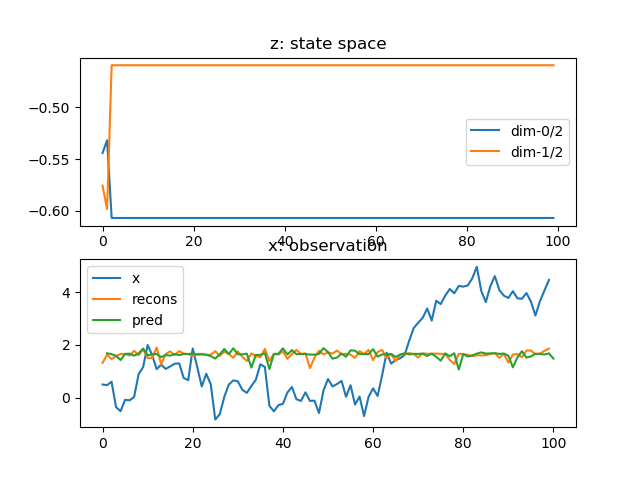 z: state space
−0.50
−0.55
−0.60
dim-0/2
dim-1/2
0 20 40 60 80 100
x: observation
4
2
0
x
recons
pred
0 20 40 60 80 100